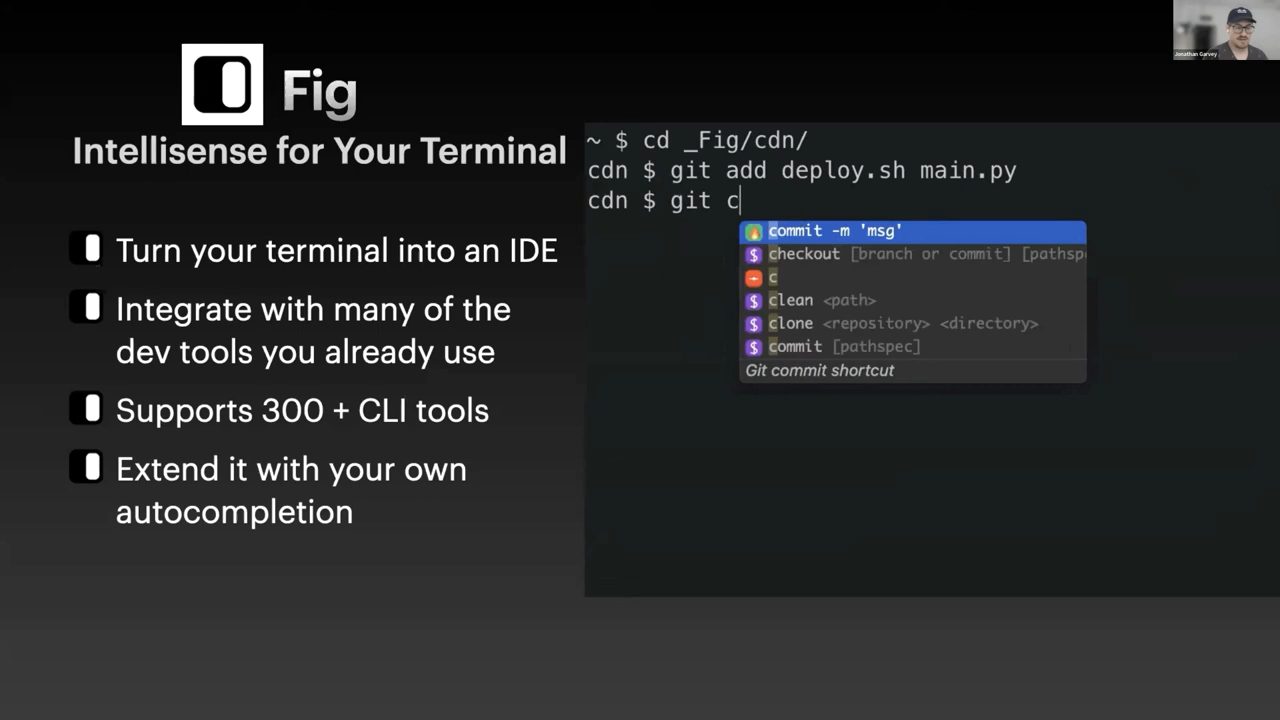 Jonathan Garvey
Fig
Intellisense for Your Terminal
Turn your terminal into an IDE
Integrate with many of the
dev tools you already use
Supports 300 + CLI tools
Extend it with your own
autocompletion
~ $ cd _Fig/cdn/
cdn $ git add deploy.sh main.py
cdn $ git c
commit -m 'msg'
$ checkout [branch or commit] [pathsp
c
$ clean <path>
$ clone <repository> <directory>
$ commit [pathspec]
Git commit shortcut